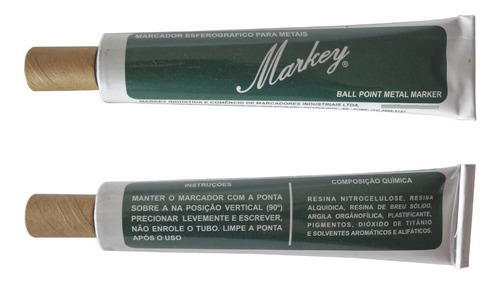 MARCADOR ESFEROGRÁFICO PARA METAIS
Markey®
BALL POINT METAL MARKER
MARKEY INDÚSTRIA E COMÉRCIO DE MARCADORES INDUSTRIAIS LTDA.
INSTRUÇÕES
MANTER O MARCADOR COM A PONTA
SOBRE A NA POSIÇÃO VERTICAL (90º)
PRECIONAR LEVEMENTE E ESCREVER,
NÃO ENROLE O TUBO. LIMPE A PONTA
APÓS O USO
COMPOSIÇÃO QUÍMICA
RESINA NITROCELULOSE, RESINA
ALQUIDICA, RESINA DE BREU SÓLIDO,
ARGILA ORGÂNOFÍLICA, PLASTIFICANTE,
PIGMENTOS, DIÓXIDO DE TITÂNIO
E SOLVENTES AROMÁTICOS E ALIFÁTICOS.